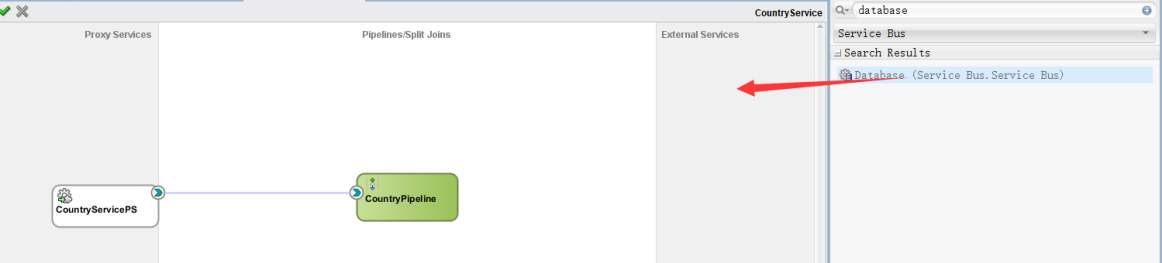 CountryService
database
Proxy Services
Pipelines/Split Joins
External Services
Service Bus
Search Results
Database (Service Bus.Service Bus)
CountryServicePS
CountryPipeline